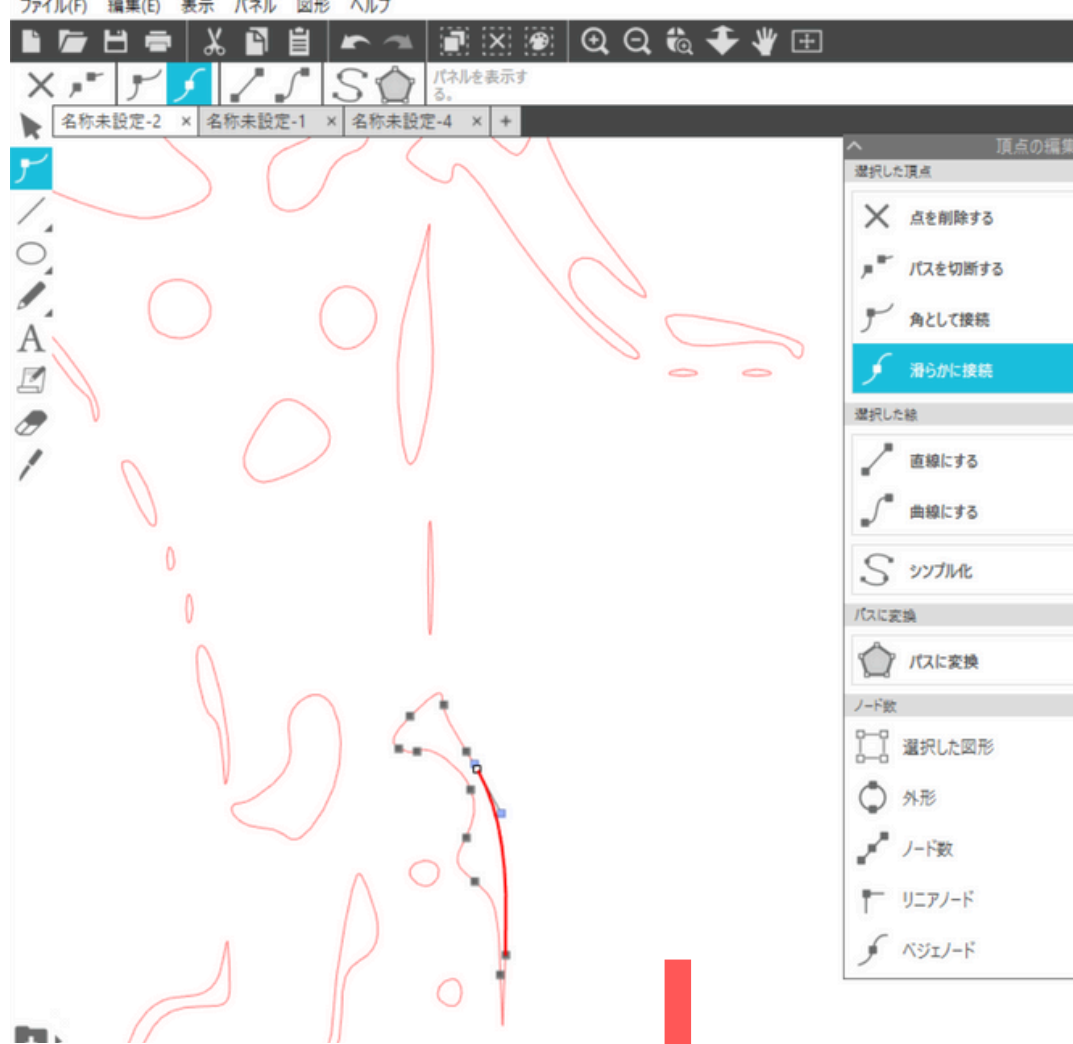 ファイル(F) 編集(E) 表示 パネル 図形 ヘルプ
パネルを表示す
る。
名称未設定-2 × 名称未設定-1 × 名称未設定-4 × +
頂点の編集
選択した頂点
点を削除する
パスを切断する
角として接続
滑らかに接続
選択した線
直線にする
曲線にする
シンプル化
パスに変換
パスに変換
ノード数
選択した図形
外形
ノード数
リニアノード
ベジェノード